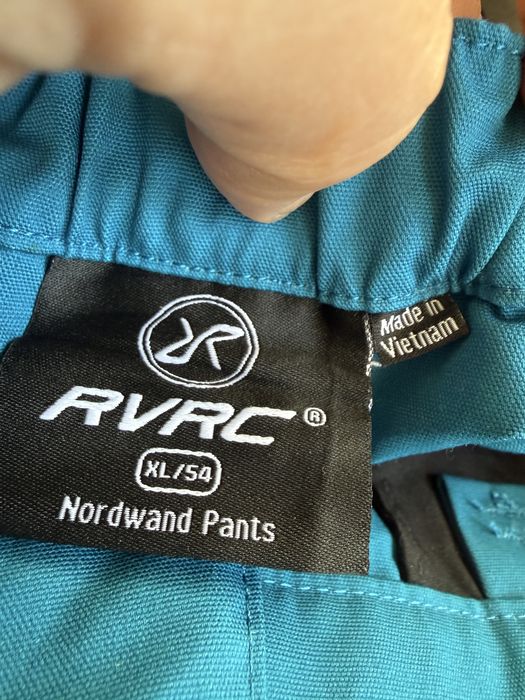 RVRC®
XL/54
Nordwand Pants
Made in
Vietnam